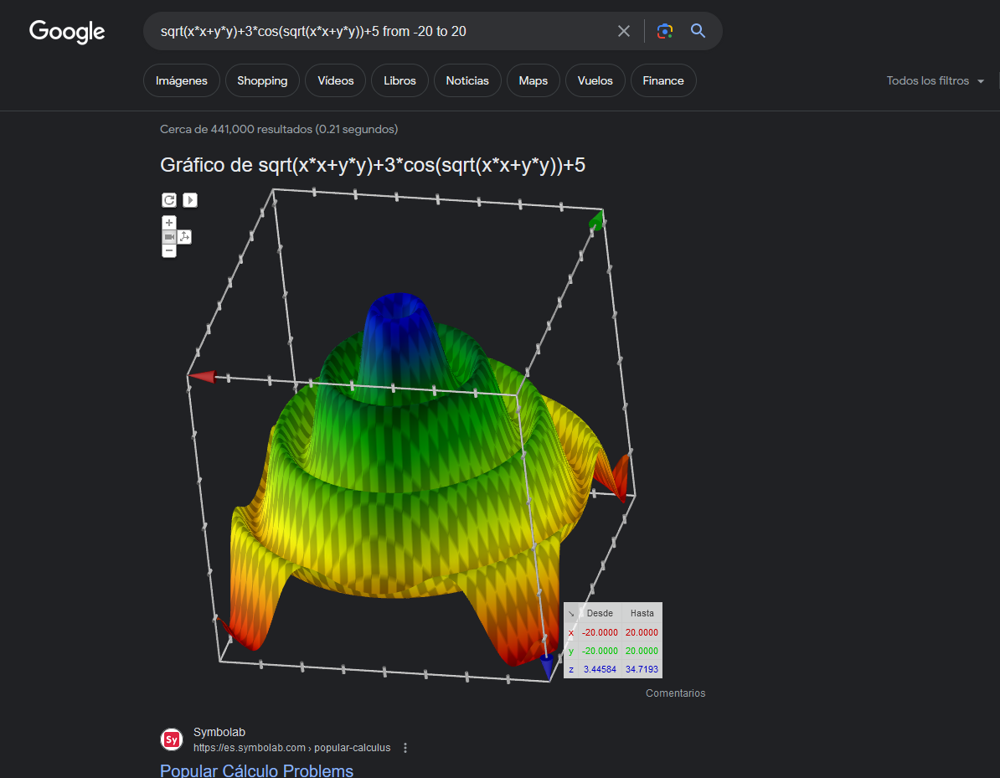 Google
sqrt(x*x+y*y)+3*cos(sqrt(x*x+y*y))+5 from -20 to 20
Imágenes
Shopping
Videos
Libros
Noticias
Maps
Vuelos
Finance
Todos los filtros
Cerca de 441,000 resultados (0.21 segundos)
Gráfico de sqrt(x*x+y*y)+3*cos(sqrt(x*x+y*y))+5
Desde Hasta
x -20.0000 20.0000
y -20.0000 20.0000
z 3.44584 34.7193
Comentarios
Sy
Symbolab
https://es.symbolab.com › popular-calculus
Popular Cálculo Problems